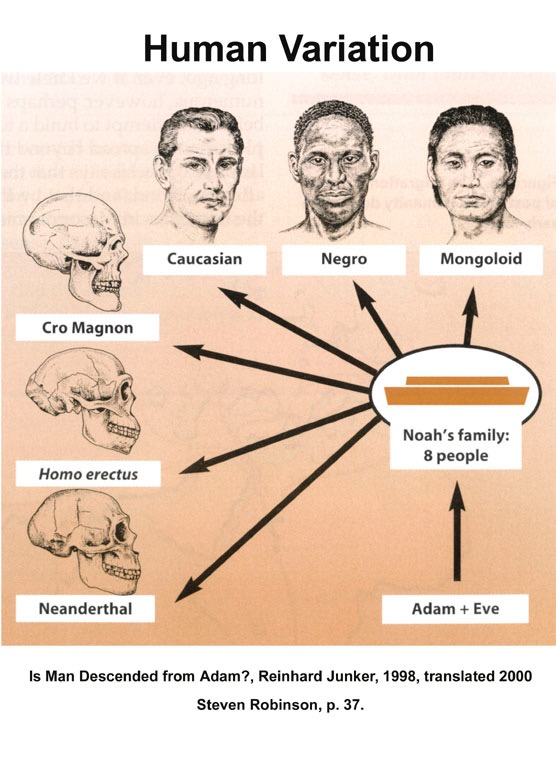 Human Variation
Caucasian
Negro
Mongoloid
Cro Magnon
Homo erectus
Neanderthal
Noah's family:
8 people
Adam + Eve
Is Man Descended from Adam?, Reinhard Junker, 1998, translated 2000
Steven Robinson, p. 37.